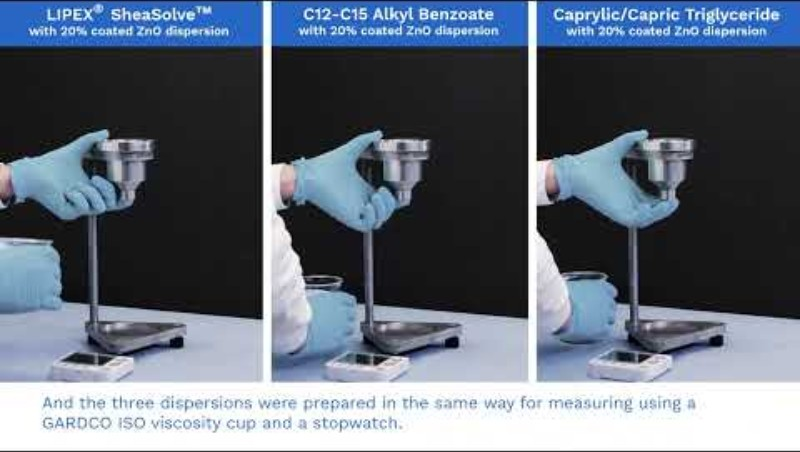 LIPEX® SheaSolve™
with 20% coated ZnO dispersion
C12-C15 Alkyl Benzoate
with 20% coated ZnO dispersion
Caprylic/Capric Triglyceride
with 20% coated ZnO dispersion
And the three dispersions were prepared in the same way for measuring using a
GARDCO ISO viscosity cup and a stopwatch.